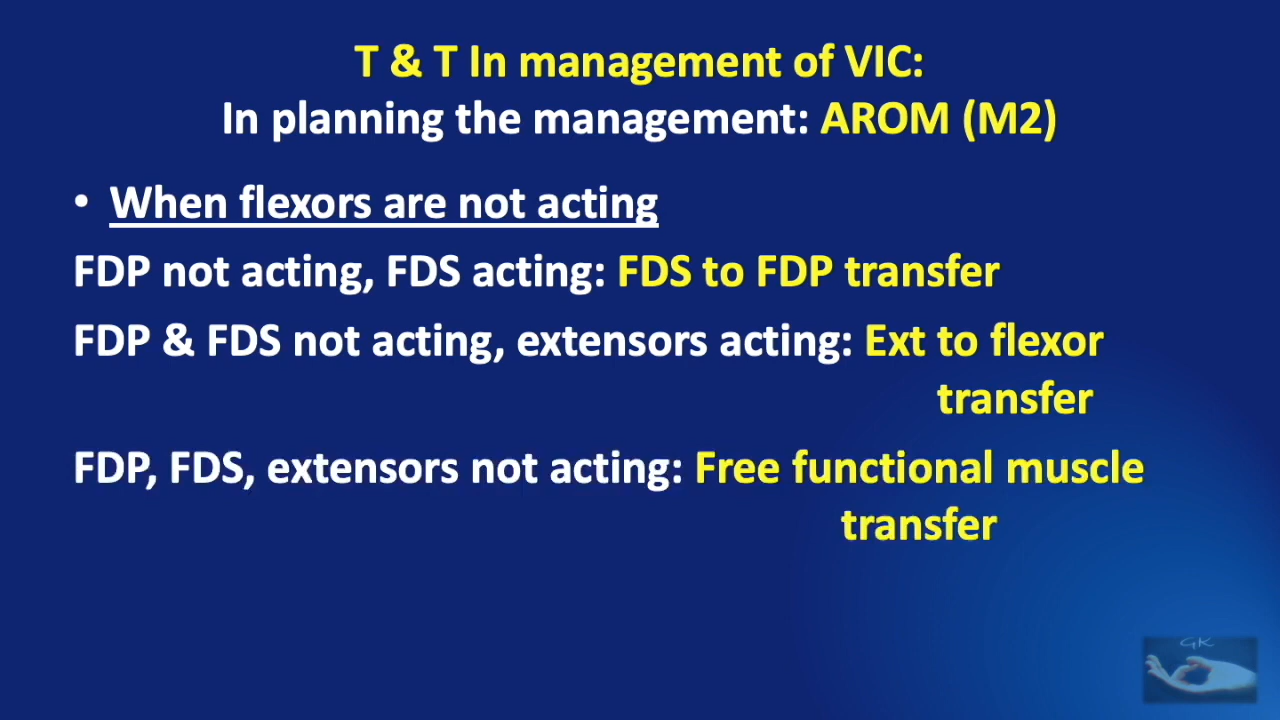 T & T In management of VIC:
In planning the management: AROM (M2)
• When flexors are not acting
FDP not acting, FDS acting: FDS to FDP transfer
FDP & FDS not acting, extensors acting: Ext to flexor
transfer
FDP, FDS, extensors not acting: Free functional muscle
transfer
GK